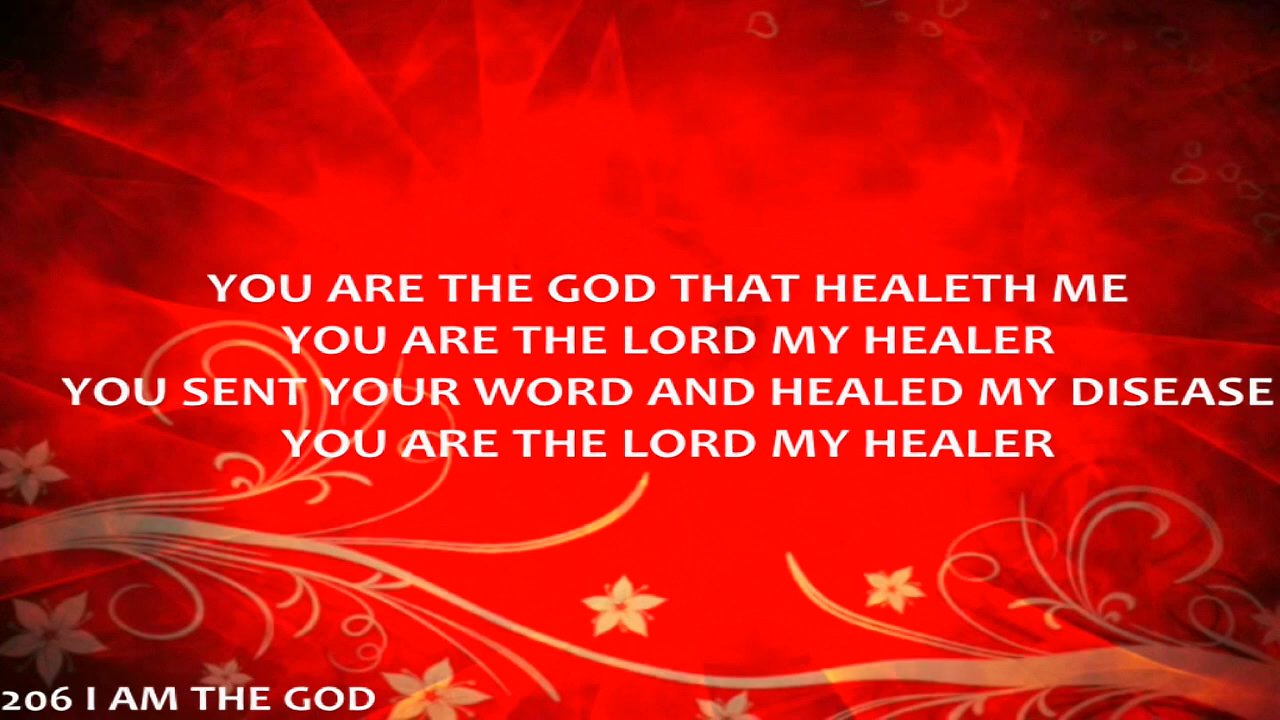 YOU ARE THE GOD THAT HEALETH ME
YOU ARE THE LORD MY HEALER
YOU SENT YOUR WORD AND HEALED MY DISEASE
YOU ARE THE LORD MY HEALER
206 I AM THE GOD